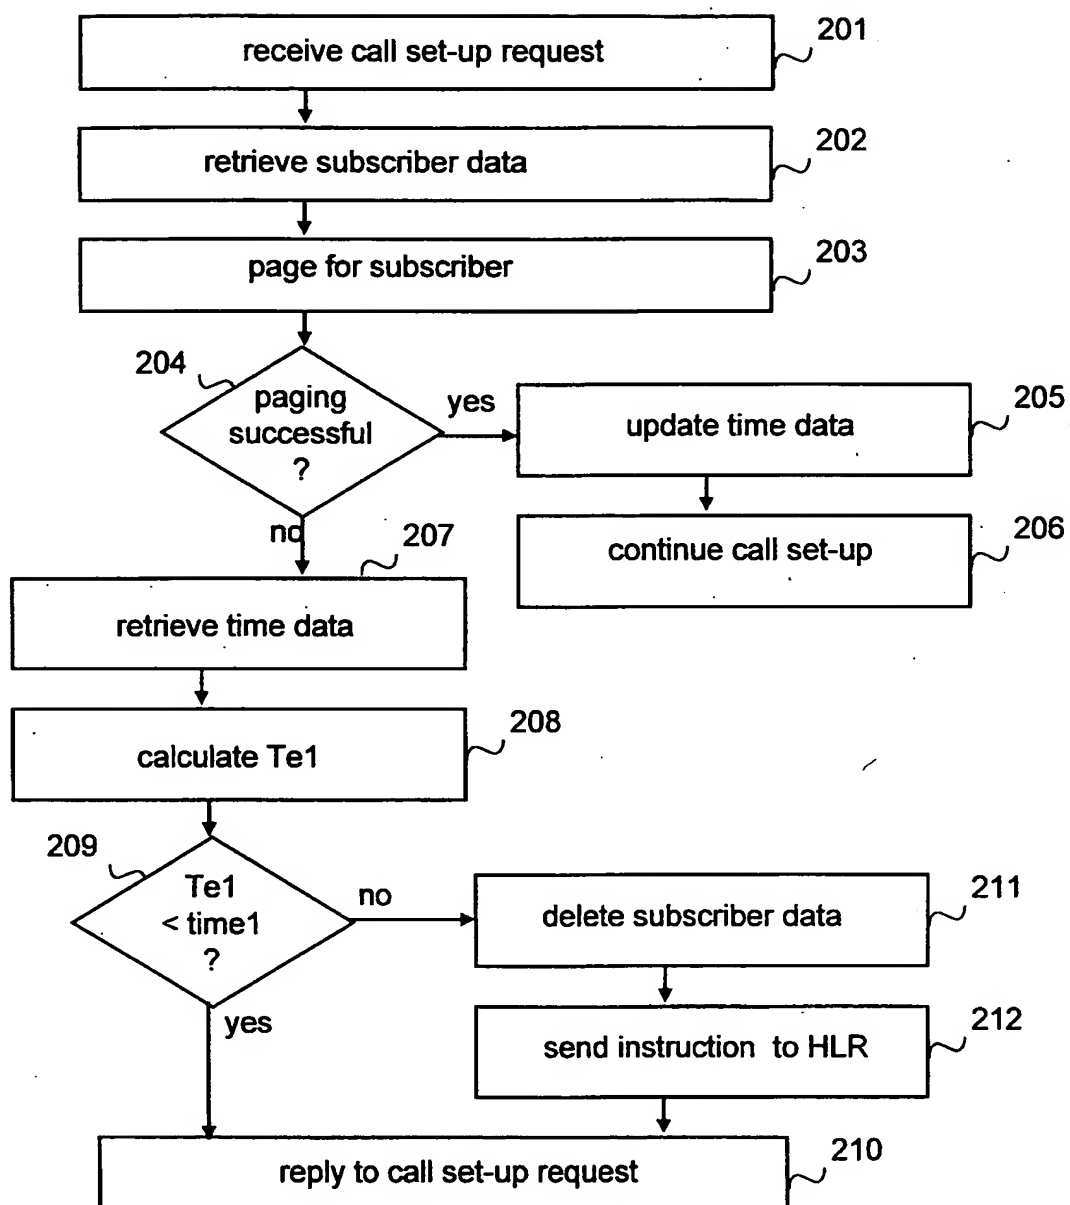 receive call set-up request
201
retrieve subscriber data
202
page for subscriber
203
204
paging
successful
?
yes
update time data
205
continue call set-up
206
no
207
retrieve time data
calculate Te1
208
209
Te1
< time1
?
no
delete subscriber data
211
yes
send instruction to HLR
212
reply to call set-up request
210